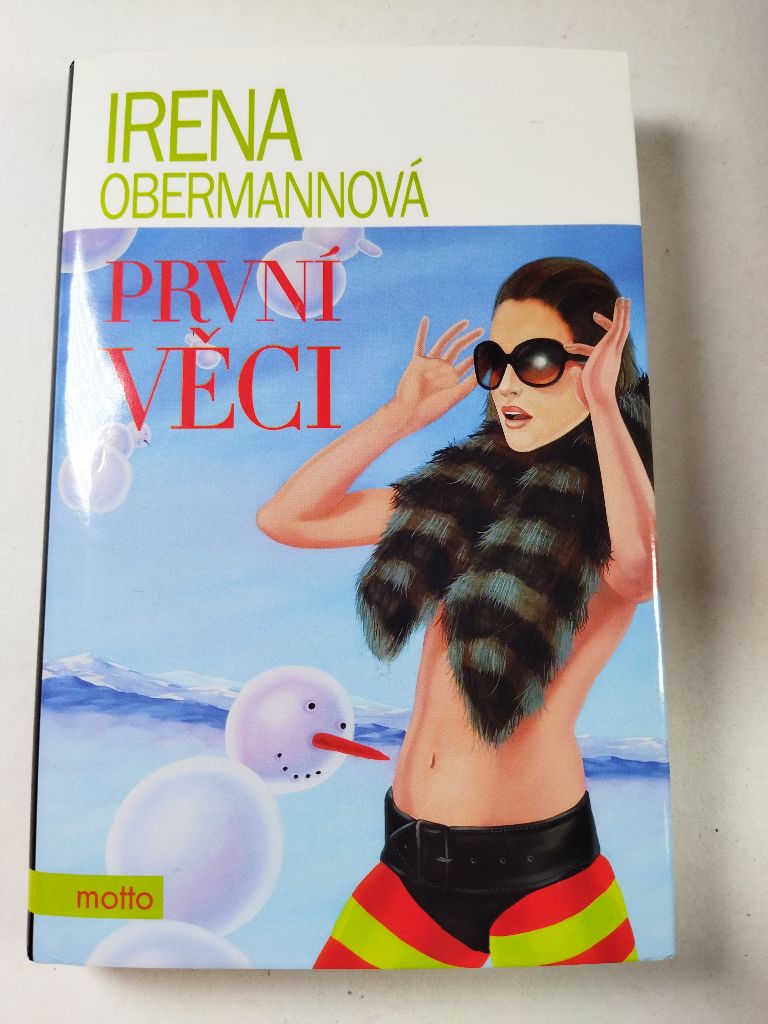 IRENA
OBERMANNOVÁ
PRVNÍ
VĚCI
motto